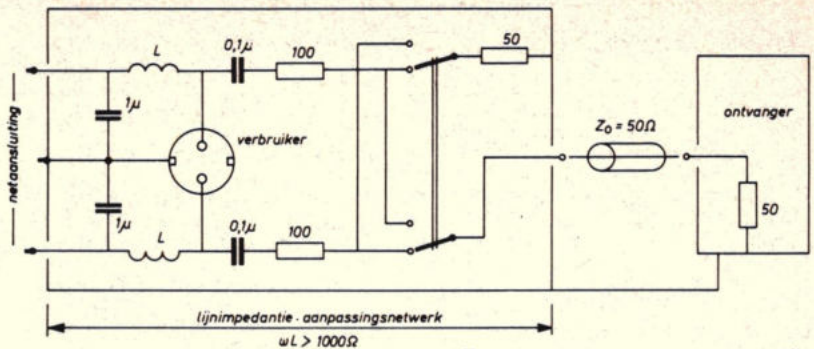 L
0,1µ
100
50
1µ
netaansluiting
verbruiker
Z₀ = 50Ω
ontvanger
50
1µ
L
0,1µ
100
lijnimpedantie - aanpassingsnetwerk
ωL > 1000Ω